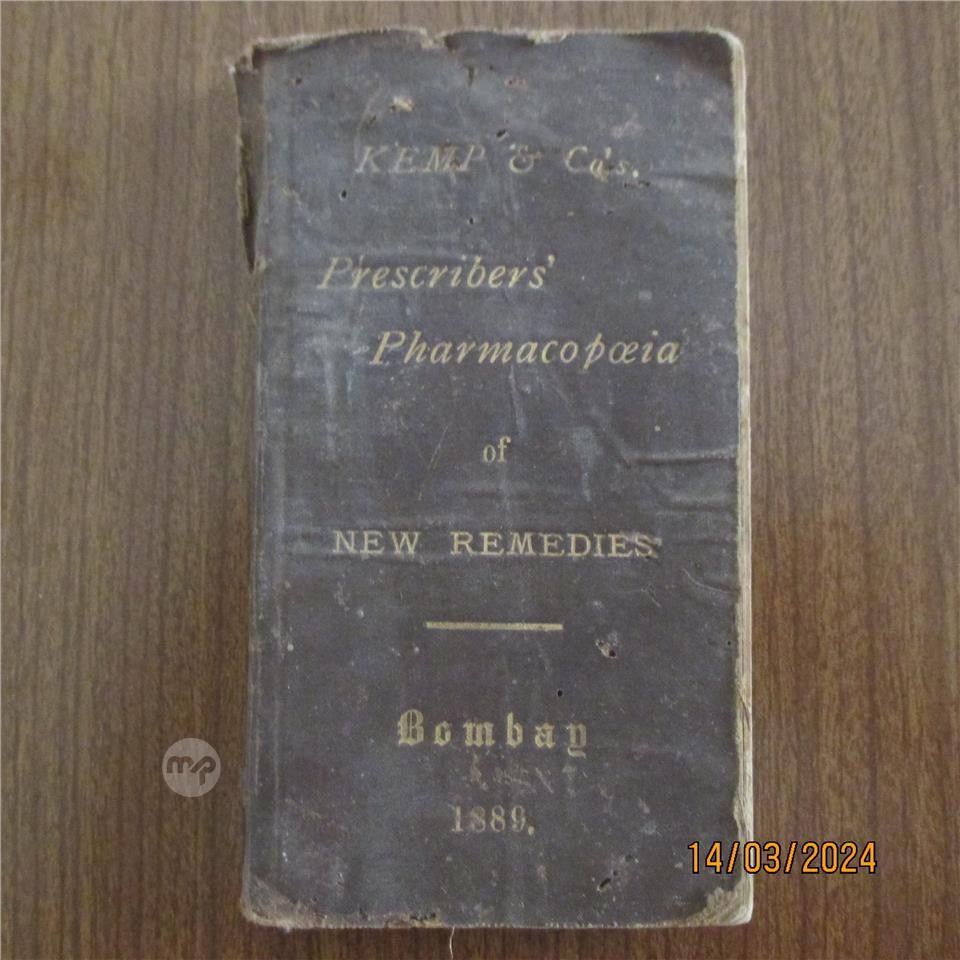 KEMP & Co's.
Prescribers'
Pharmacopœia
of
NEW REMEDIES
Bombay
1889.
mp
14/03/2024